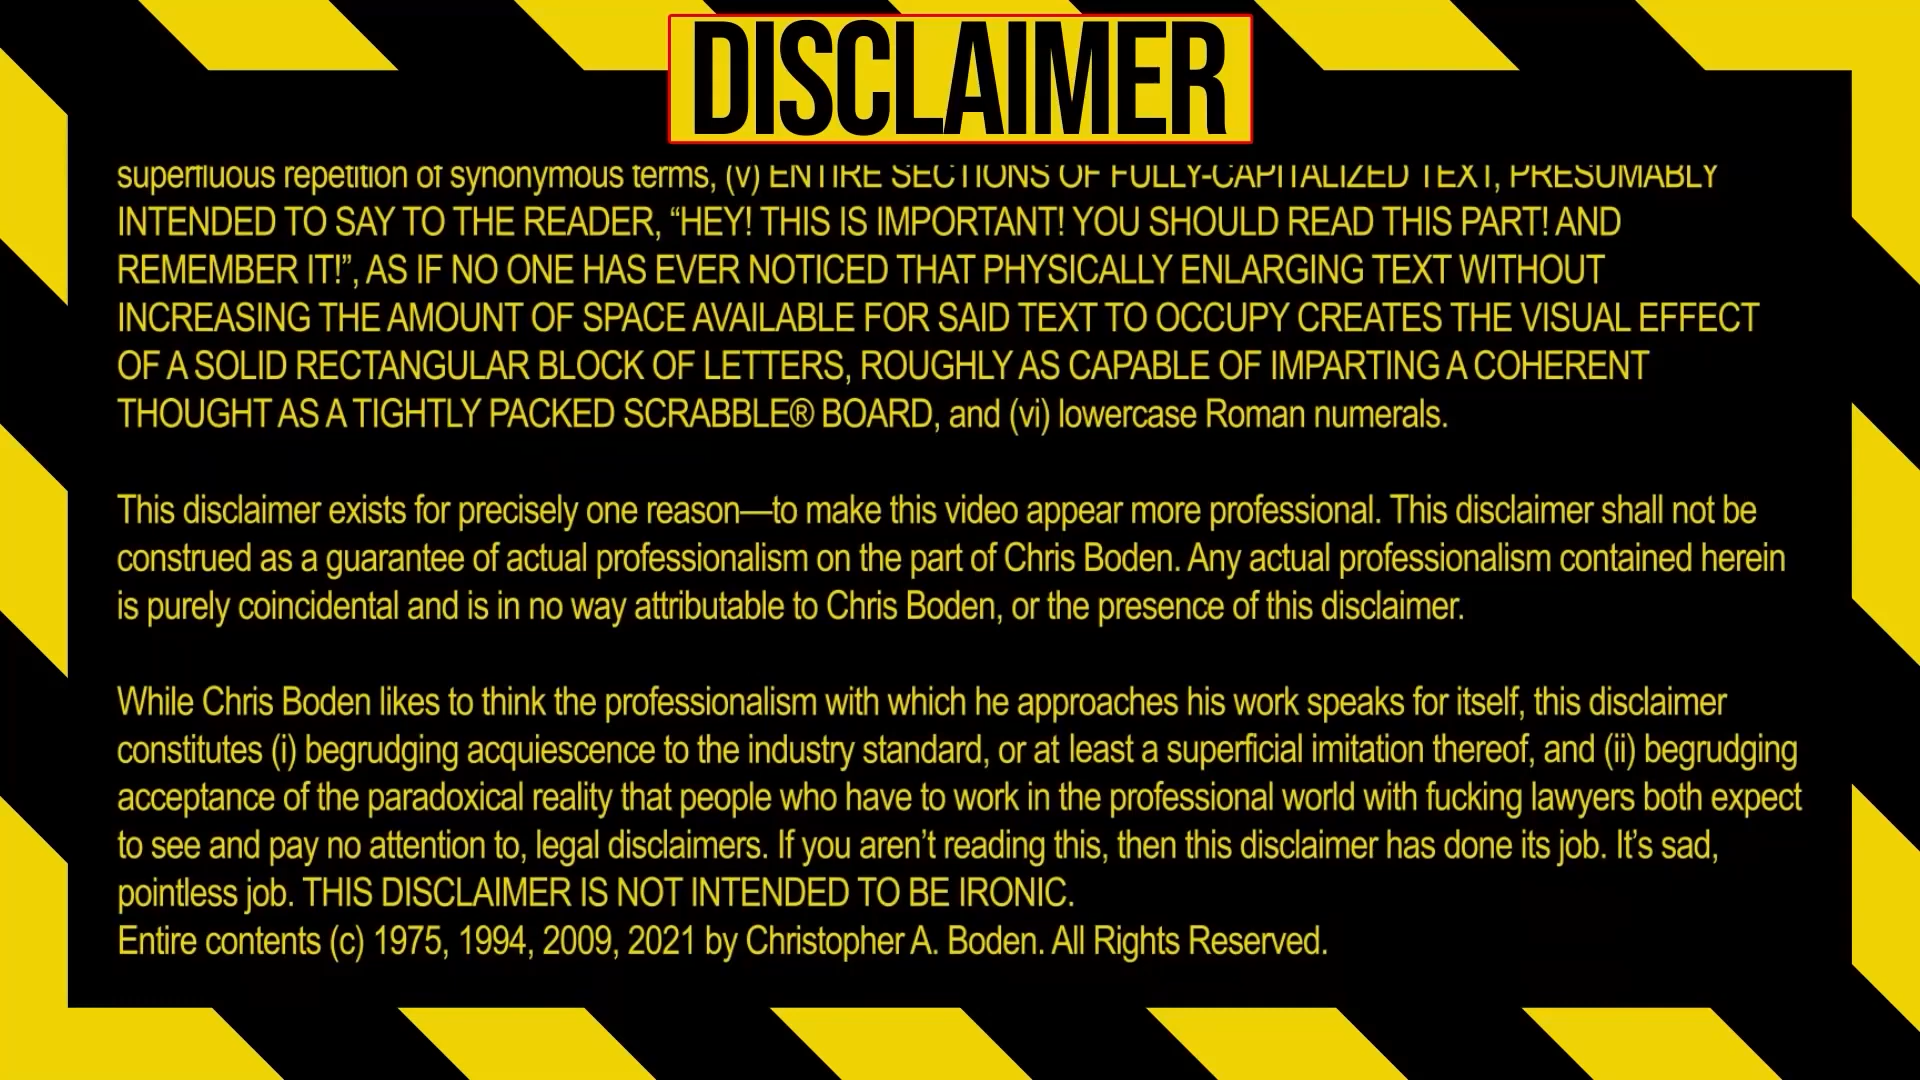 DISCLAIMER
superfluous repetition of synonymous terms, (v) ENTIRE SECTIONS OF FULLY-CAPITALIZED TEXT, PRESUMABLY
INTENDED TO SAY TO THE READER, “HEY! THIS IS IMPORTANT! YOU SHOULD READ THIS PART! AND
REMEMBER IT!”, AS IF NO ONE HAS EVER NOTICED THAT PHYSICALLY ENLARGING TEXT WITHOUT
INCREASING THE AMOUNT OF SPACE AVAILABLE FOR SAID TEXT TO OCCUPY CREATES THE VISUAL EFFECT
OF A SOLID RECTANGULAR BLOCK OF LETTERS, ROUGHLY AS CAPABLE OF IMPARTING A COHERENT
THOUGHT AS A TIGHTLY PACKED SCRABBLE® BOARD, and (vi) lowercase Roman numerals.
This disclaimer exists for precisely one reason—to make this video appear more professional. This disclaimer shall not be
construed as a guarantee of actual professionalism on the part of Chris Boden. Any actual professionalism contained herein
is purely coincidental and is in no way attributable to Chris Boden, or the presence of this disclaimer.
While Chris Boden likes to think the professionalism with which he approaches his work speaks for itself, this disclaimer
constitutes (i) begrudging acquiescence to the industry standard, or at least a superficial imitation thereof, and (ii) begrudging
acceptance of the paradoxical reality that people who have to work in the professional world with fucking lawyers both expect
to see and pay no attention to, legal disclaimers. If you aren’t reading this, then this disclaimer has done its job. It’s sad,
pointless job. THIS DISCLAIMER IS NOT INTENDED TO BE IRONIC.
Entire contents (c) 1975, 1994, 2009, 2021 by Christopher A. Boden. All Rights Reserved.